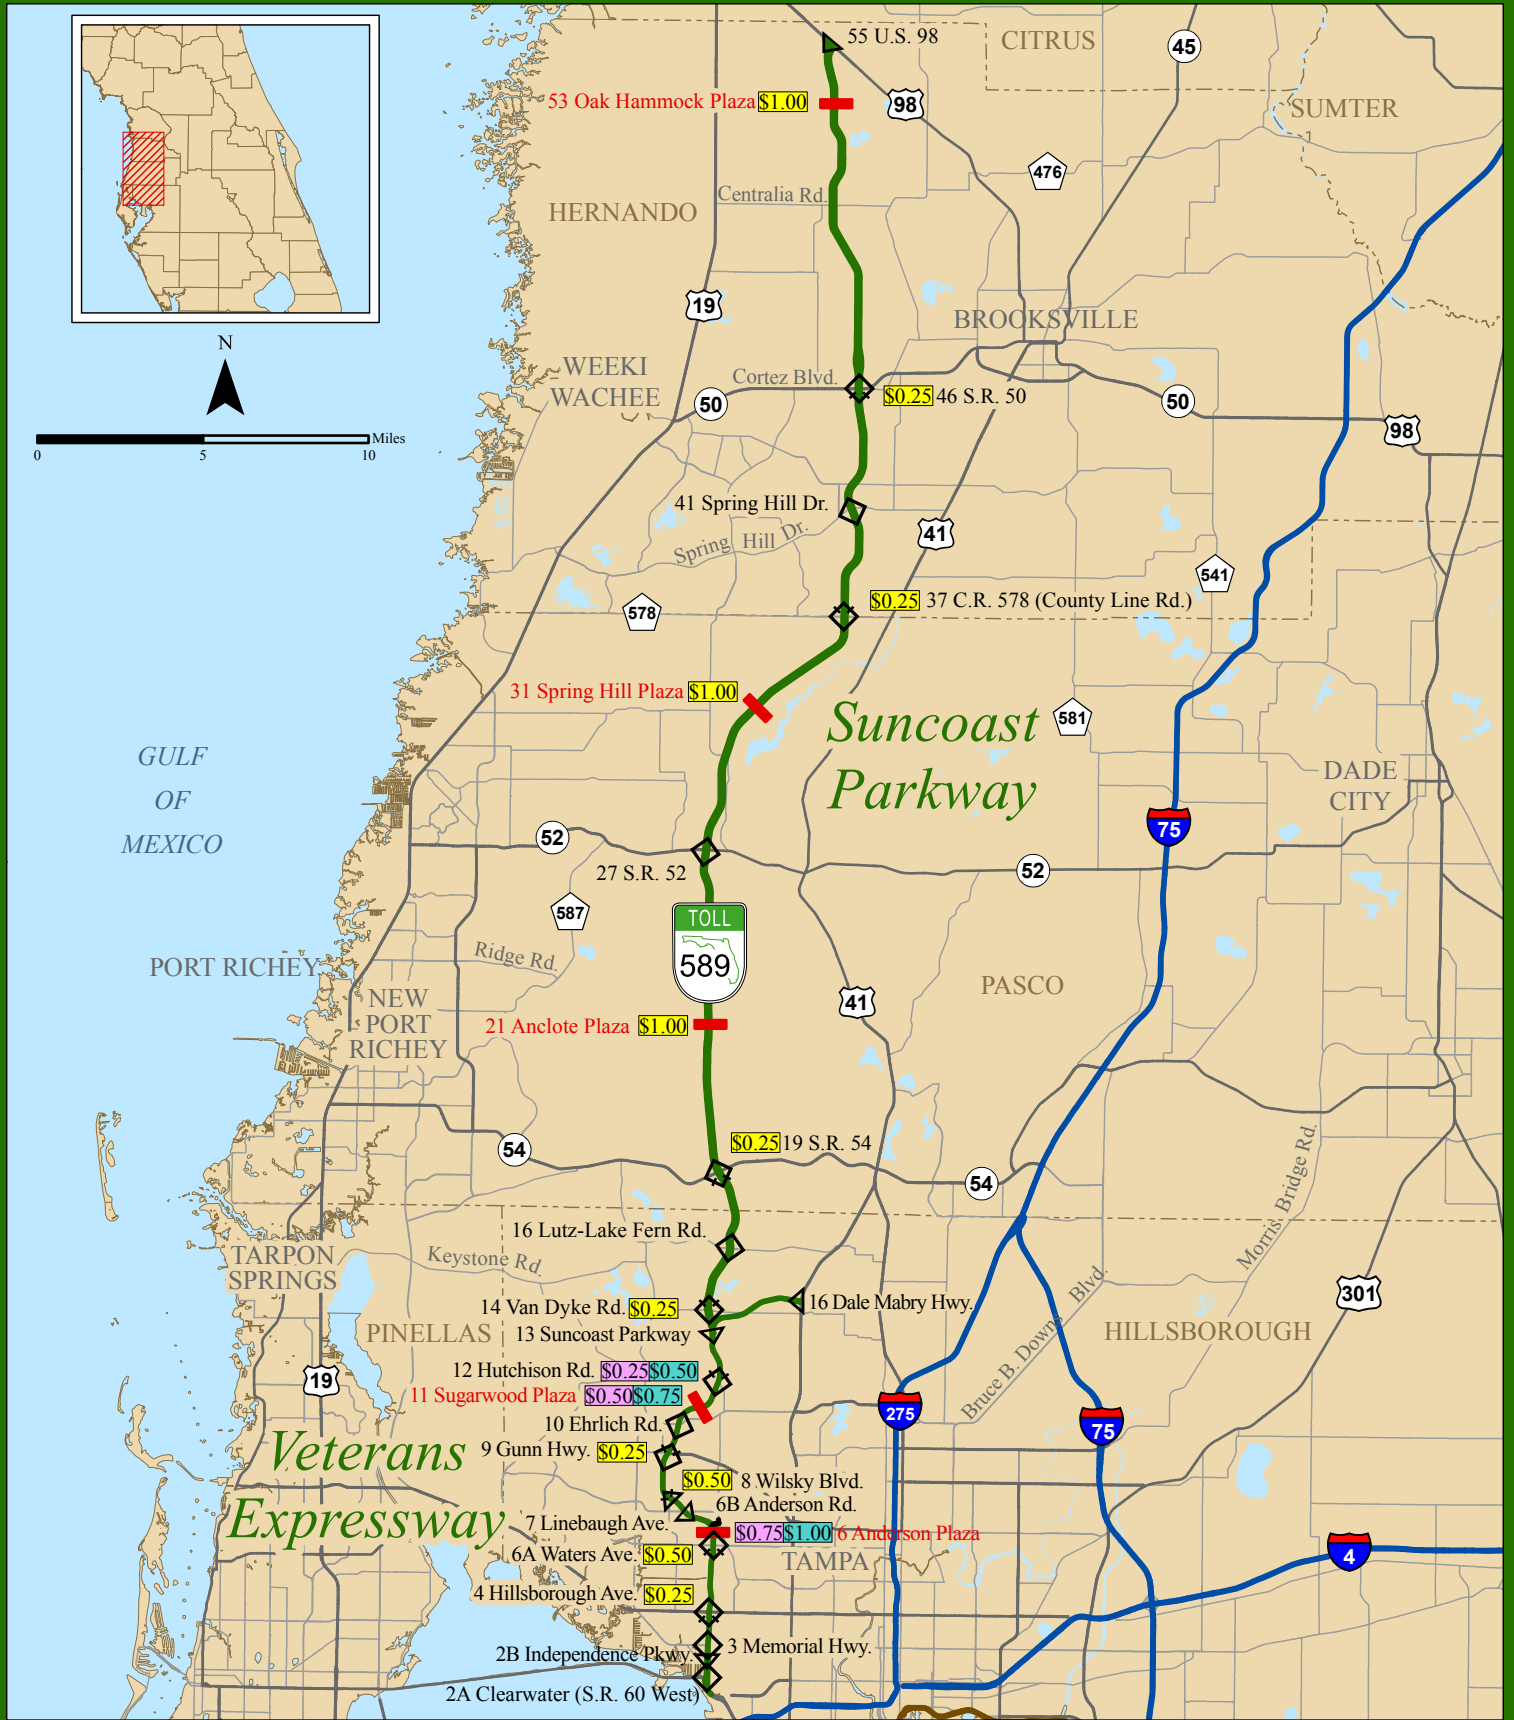 55 U.S. 98
CITRUS
45
53 Oak Hammock Plaza $1.00
98
SUMTER
476
Centralia Rd.
HERNANDO
19
BROOKSVILLE
N
WEEKI
WACHEE
Cortez Blvd.
50
$0.25 46 S.R. 50
50
98
Miles
0 5 10
41 Spring Hill Dr.
Spring Hill Dr.
41
541
578
$0.25 37 C.R. 578 (County Line Rd.)
31 Spring Hill Plaza $1.00
Suncoast
Parkway
581
GULF
OF
MEXICO
DADE
CITY
75
52
27 S.R. 52
52
587
TOLL
589
Ridge Rd.
PORT RICHEY
NEW
PORT
RICHEY
PASCO
41
21 Anclote Plaza $1.00
54
$0.25 19 S.R. 54
54
Morris Bridge Rd.
16 Lutz-Lake Fern Rd.
TARPON
SPRINGS
Keystone Rd.
14 Van Dyke Rd. $0.25
16 Dale Mabry Hwy.
301
PINELLAS
13 Suncoast Parkway
HILLSBOROUGH
Bruce B. Downs Blvd.
12 Hutchison Rd. $0.25 $0.50
19
11 Sugarwood Plaza $0.50 $0.75
275
75
10 Ehrlich Rd.
9 Gunn Hwy. $0.25
Veterans
Expressway
$0.50 8 Wilsky Blvd.
6B Anderson Rd.
7 Linebaugh Ave.
$0.75 $1.00 6 Anderson Plaza
6A Waters Ave. $0.50
TAMPA
4
4 Hillsborough Ave. $0.25
3 Memorial Hwy.
2B Independence Pkwy.
2A Clearwater (S.R. 60 West)